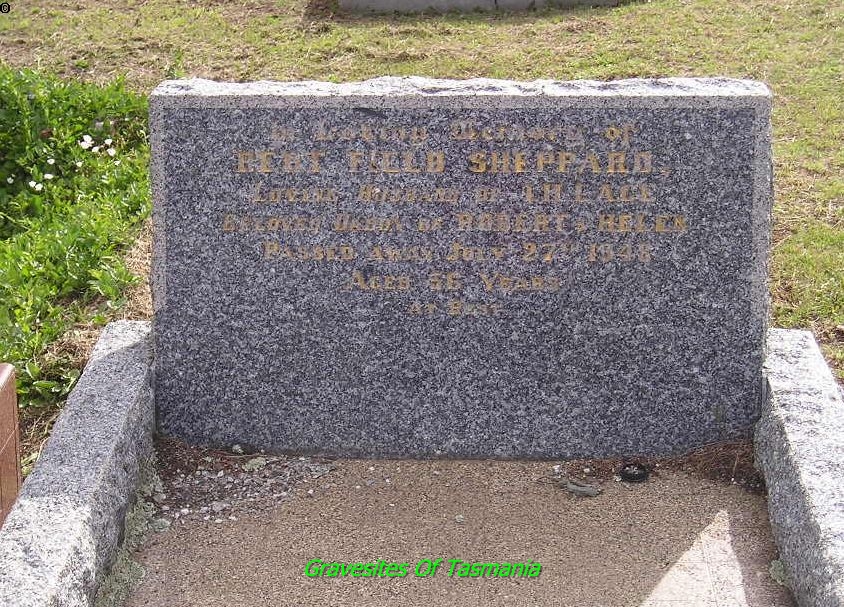 In Loving Memory of
BERT FIELD SHEPPARD,
Loving Husband of
Beloved Daddy of ROBERT & HELEN
Passed Away July 27th 1948
Aged 56 Years
At Rest
Gravesites Of Tasmania
©